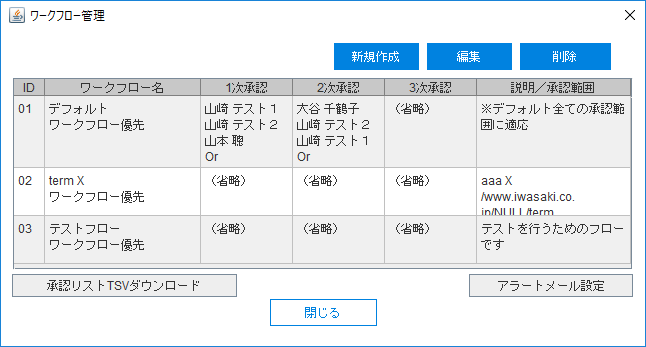 ワークフロー管理
新規作成 編集 削除
ID ワークフロー名 1次承認 2次承認 3次承認 説明／承認範囲
01 デフォルト 山崎 テスト１ 大谷 千鶴子 （省略） ※デフォルト全ての承認範
ワークフロー優先 山崎 テスト２ 山崎 テスト２ 囲に適応
山本 聰 山崎 テスト１
Or Or
02 term X （省略） （省略） （省略） aaa X
ワークフロー優先 /www.iwasaki.co.
jp/NULL/term
03 テストフロー （省略） （省略） （省略） テストを行うためのフロー
ワークフロー優先 です
承認リストTSVダウンロード アラートメール設定
閉じる